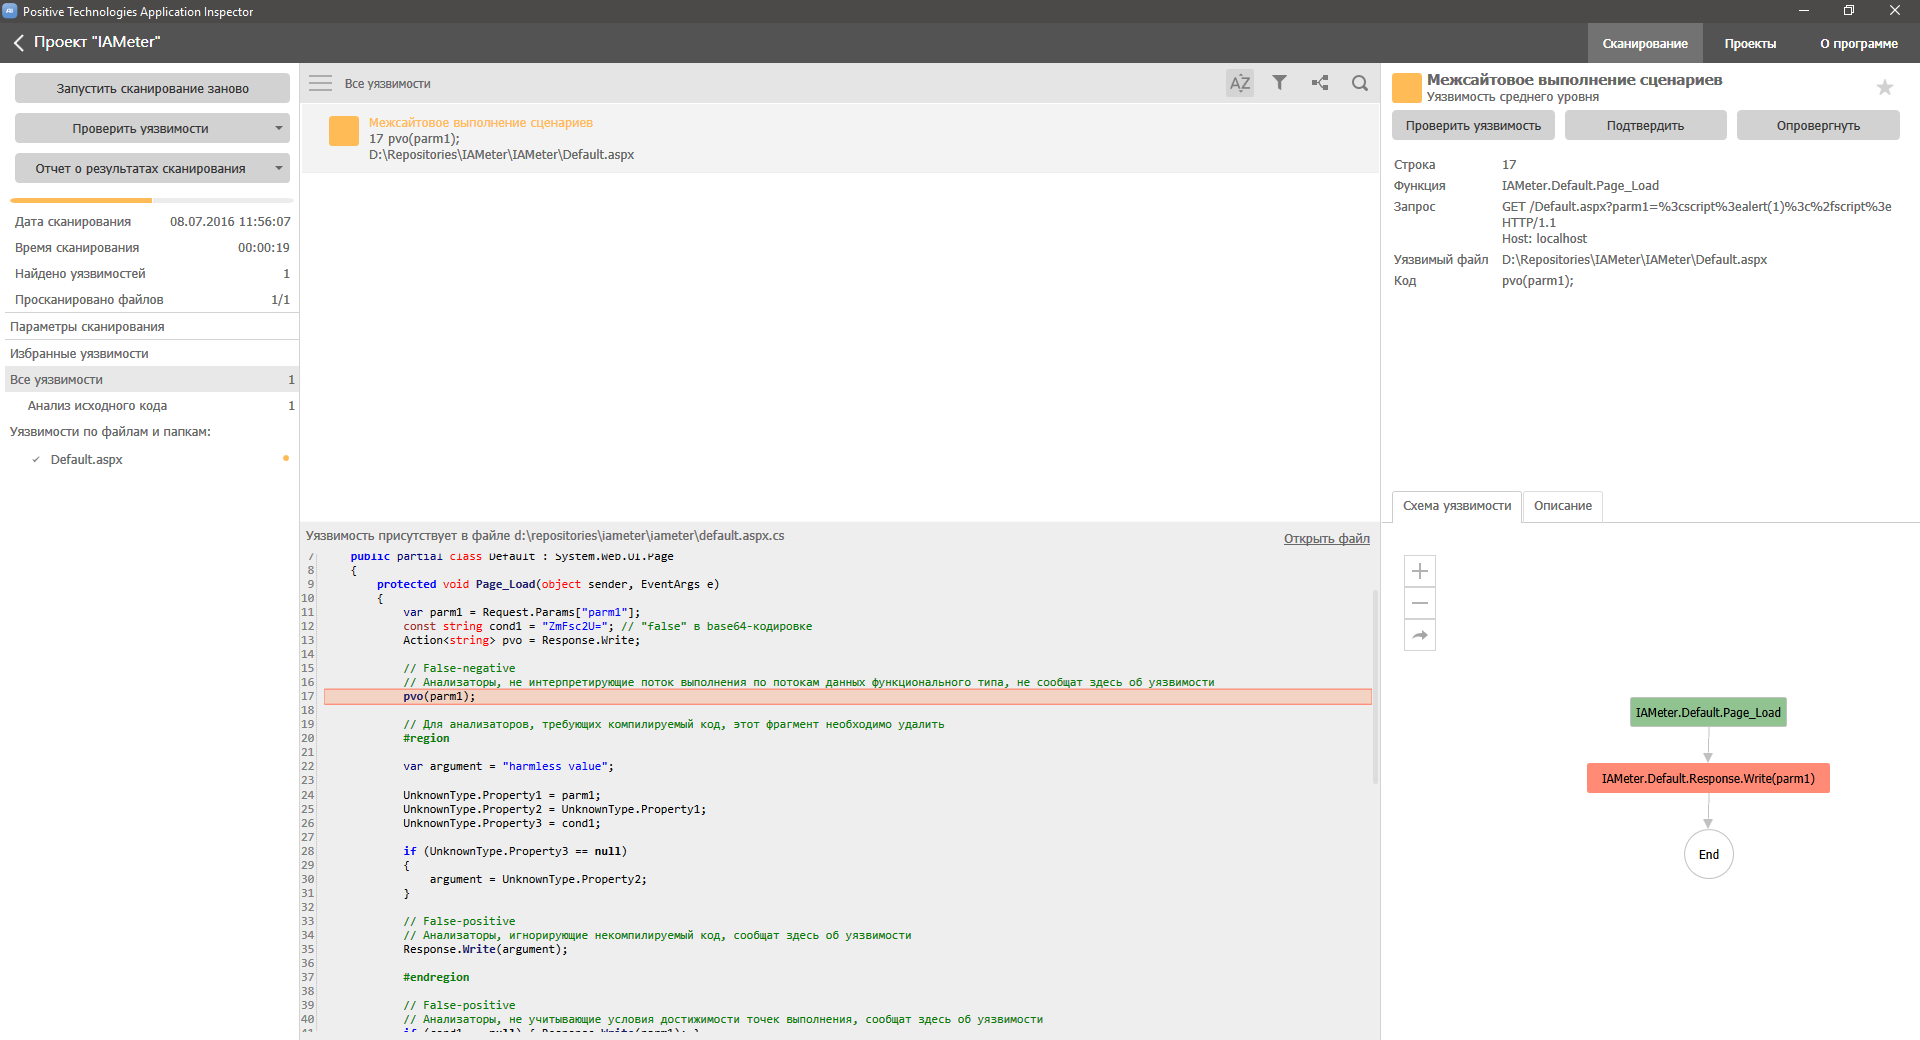 Positive Technologies Application Inspector
Проект "IAMeter"
Сканирование
Проекты
О программе
Запустить сканирование заново
Проверить уязвимости
Отчет о результатах сканирования
Дата сканирования 08.07.2016 11:56:07
Время сканирования 00:00:19
Найдено уязвимостей 1
Просканировано файлов 1/1
Параметры сканирования
Избранные уязвимости
Все уязвимости 1
Анализ исходного кода 1
Уязвимости по файлам и папкам:
Default.aspx
Все уязвимости
AZ
Межсайтовое выполнение сценариев
17 pvo(parm1);
D:\Repositories\IAMeter\IAMeter\Default.aspx
Уязвимость присутствует в файле d:\repositories\iameter\iameter\default.aspx.cs
Открыть файл
7 public partial class Default : System.Web.UI.Page
8 {
9 protected void Page_Load(object sender, EventArgs e)
10 {
11 var parm1 = Request.Params["parm1"];
12 const string cond1 = "ZmFsc2U="; // "false" в base64-кодировке
13 Action<string> pvo = Response.Write;
14
15 // False-negative
16 // Анализаторы, не интерпретирующие поток выполнения по потокам данных функционального типа, не сообщат здесь об уязвимости
17 pvo(parm1);
18
19 // Для анализаторов, требующих компилируемый код, этот фрагмент необходимо удалить
20 #region
21
22 var argument = "harmless value";
23
24 UnknownType.Property1 = parm1;
25 UnknownType.Property2 = UnknownType.Property1;
26 UnknownType.Property3 = cond1;
27
28 if (UnknownType.Property3 == null)
29 {
30 argument = UnknownType.Property2;
31 }
32
33 // False-positive
34 // Анализаторы, игнорирующие некомпилируемый код, сообщат здесь об уязвимости
35 Response.Write(argument);
36
37 #endregion
38
39 // False-positive
40 // Анализаторы, не учитывающие условия достижимости точек выполнения, сообщат здесь об уязвимости
Межсайтовое выполнение сценариев
Уязвимость среднего уровня
Проверить уязвимость
Подтвердить
Опровергнуть
Строка 17
Функция IAMeter.Default.Page_Load
Запрос GET /Default.aspx?parm1=%3cscript%3ealert(1)%3c%2fscript%3e
HTTP/1.1
Host: localhost
Уязвимый файл D:\Repositories\IAMeter\IAMeter\Default.aspx
Код pvo(parm1);
Схема уязвимости
Описание
IAMeter.Default.Page_Load
IAMeter.Default.Response.Write(parm1)
End